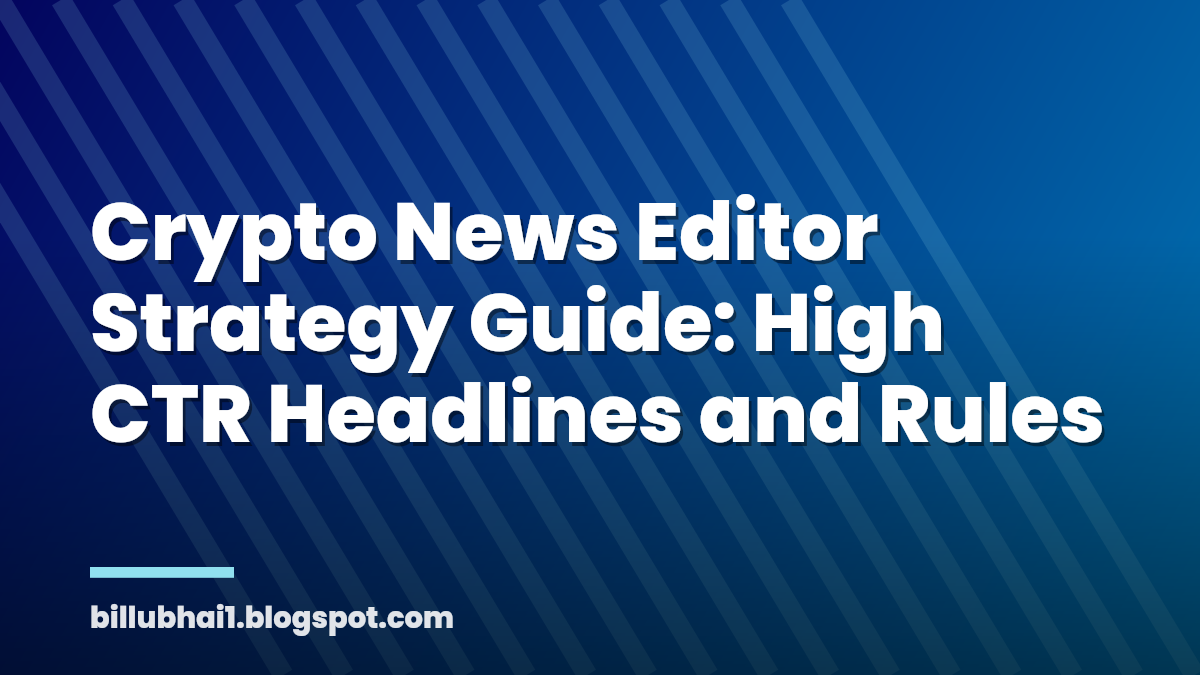 Crypto News Editor
Strategy Guide: High
CTR Headlines and Rules
billubhai1.blogspot.com